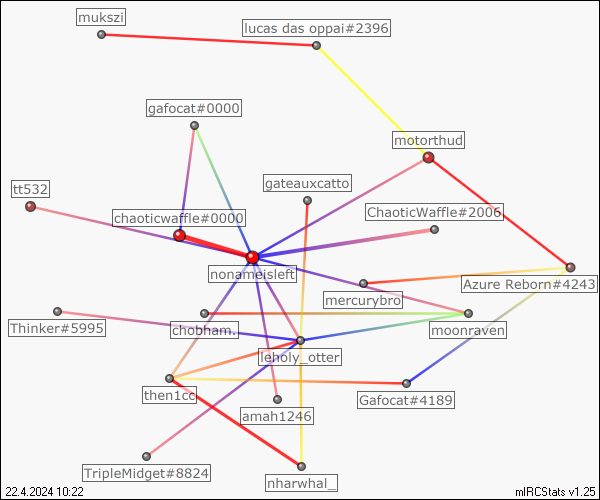 mukszi
lucas das oppai#2396
gafocat#0000
motorthud
tt532
gateauxcatto
chaoticwaffle#0000
ChaoticWaffle#2006
nonameisleft
Azure Reborn#4243
mercurybro
Thinker#5995
chobham.
moonraven
leholy_otter
then1cc
Gafocat#4189
amah1246
TripleMidget#8824
nharwhal_
22.4.2024 10:22
mIRCStats v1.25